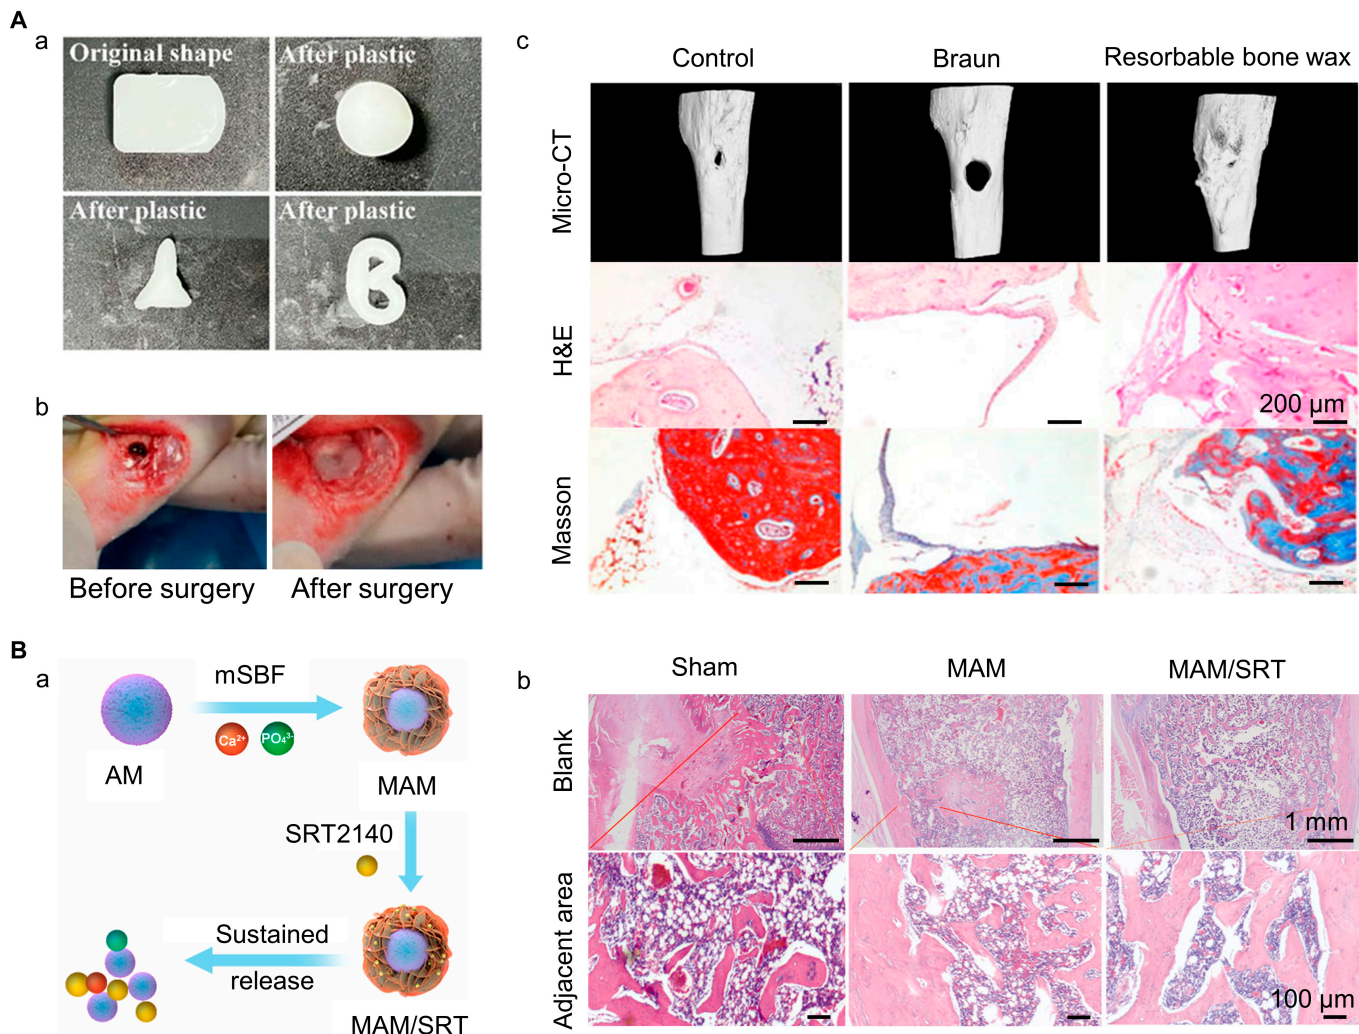 A
a
Original shape
After plastic
After plastic
After plastic
b
Before surgery
After surgery
c
Control
Braun
Resorbable bone wax
Micro-CT
H&E
200 µm
Masson
B
a
mSBF
Ca²⁺
PO₄³⁻
AM
MAM
SRT2140
Sustained
release
MAM/SRT
b
Sham
MAM
MAM/SRT
Blank
1 mm
Adjacent area
100 µm